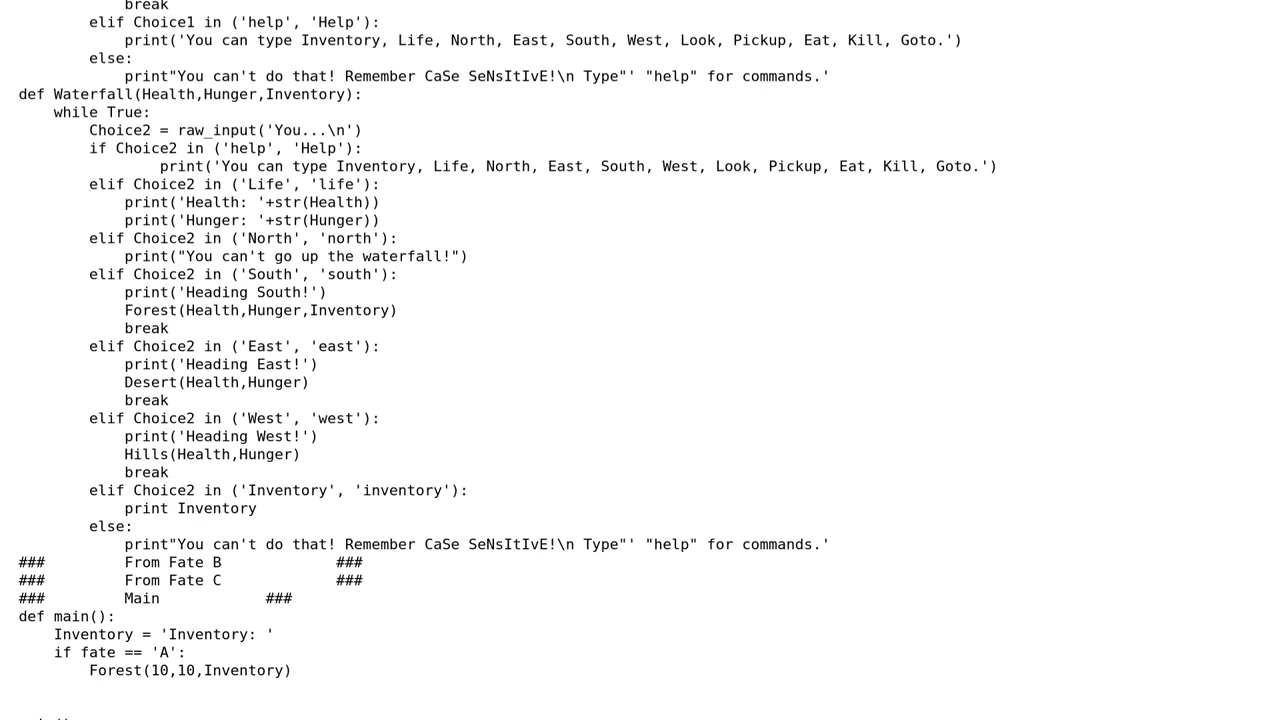 break
        elif Choice1 in ('help', 'Help'):
            print('You can type Inventory, Life, North, East, South, West, Look, Pickup, Eat, Kill, Goto.')
        else:
            print"You can't do that! Remember CaSe SeNsItIvE!\n Type"' "help" for commands.'
def Waterfall(Health,Hunger,Inventory):
    while True:
        Choice2 = raw_input('You...\n')
        if Choice2 in ('help', 'Help'):
                print('You can type Inventory, Life, North, East, South, West, Look, Pickup, Eat, Kill, Goto.')
        elif Choice2 in ('Life', 'life'):
            print('Health: '+str(Health))
            print('Hunger: '+str(Hunger))
        elif Choice2 in ('North', 'north'):
            print("You can't go up the waterfall!")
        elif Choice2 in ('South', 'south'):
            print('Heading South!')
            Forest(Health,Hunger,Inventory)
            break
        elif Choice2 in ('East', 'east'):
            print('Heading East!')
            Desert(Health,Hunger)
            break
        elif Choice2 in ('West', 'west'):
            print('Heading West!')
            Hills(Health,Hunger)
            break
        elif Choice2 in ('Inventory', 'inventory'):
            print Inventory
        else:
            print"You can't do that! Remember CaSe SeNsItIvE!\n Type"' "help" for commands.'
###         From Fate B             ###
###         From Fate C             ###
###         Main            ###
def main():
    Inventory = 'Inventory: '
    if fate == 'A':
        Forest(10,10,Inventory)